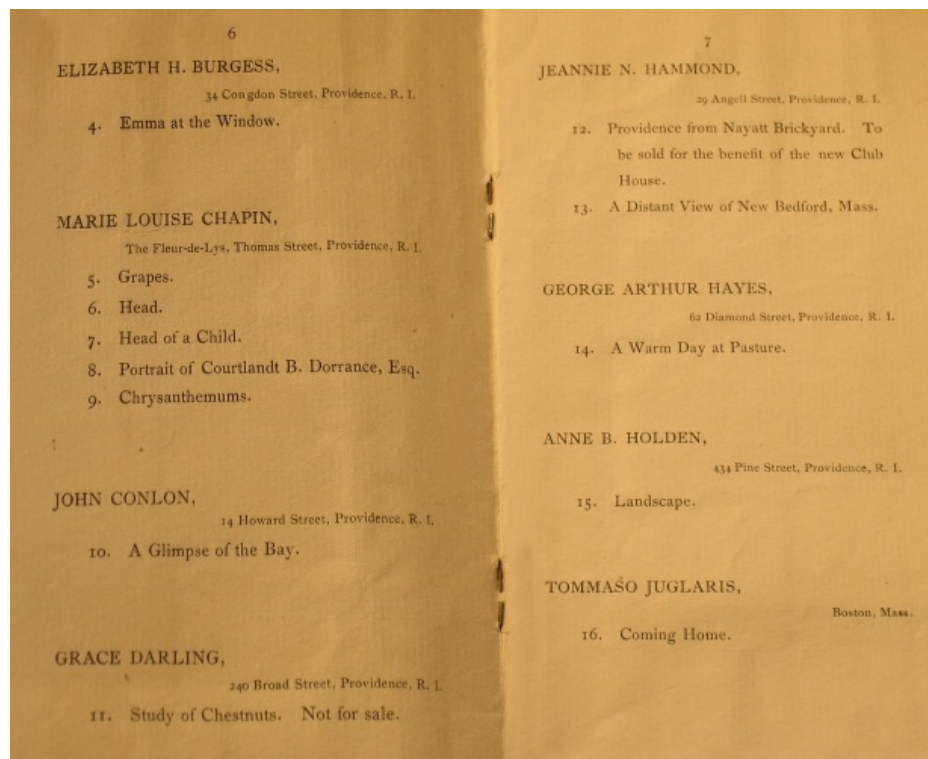 6
ELIZABETH H. BURGESS,
34 Congdon Street, Providence, R. I.
4. Emma at the Window.
MARIE LOUISE CHAPIN,
The Fleur-de-Lys, Thomas Street, Providence, R. I.
5. Grapes.
6. Head.
7. Head of a Child.
8. Portrait of Courtlandt B. Dorrance, Esq.
9. Chrysanthemums.
JOHN CONLON,
14 Howard Street, Providence, R. I.
10. A Glimpse of the Bay.
GRACE DARLING,
240 Broad Street, Providence, R. I.
11. Study of Chestnuts. Not for sale.
7
JEANNIE N. HAMMOND,
29 Angell Street, Providence, R. I.
12. Providence from Nayatt Brickyard. To
be sold for the benefit of the new Club
House.
13. A Distant View of New Bedford, Mass.
GEORGE ARTHUR HAYES,
62 Diamond Street, Providence, R. I.
14. A Warm Day at Pasture.
ANNE B. HOLDEN,
434 Pine Street, Providence, R. I.
15. Landscape.
TOMMASO JUGLARIS,
Boston, Mass.
16. Coming Home.